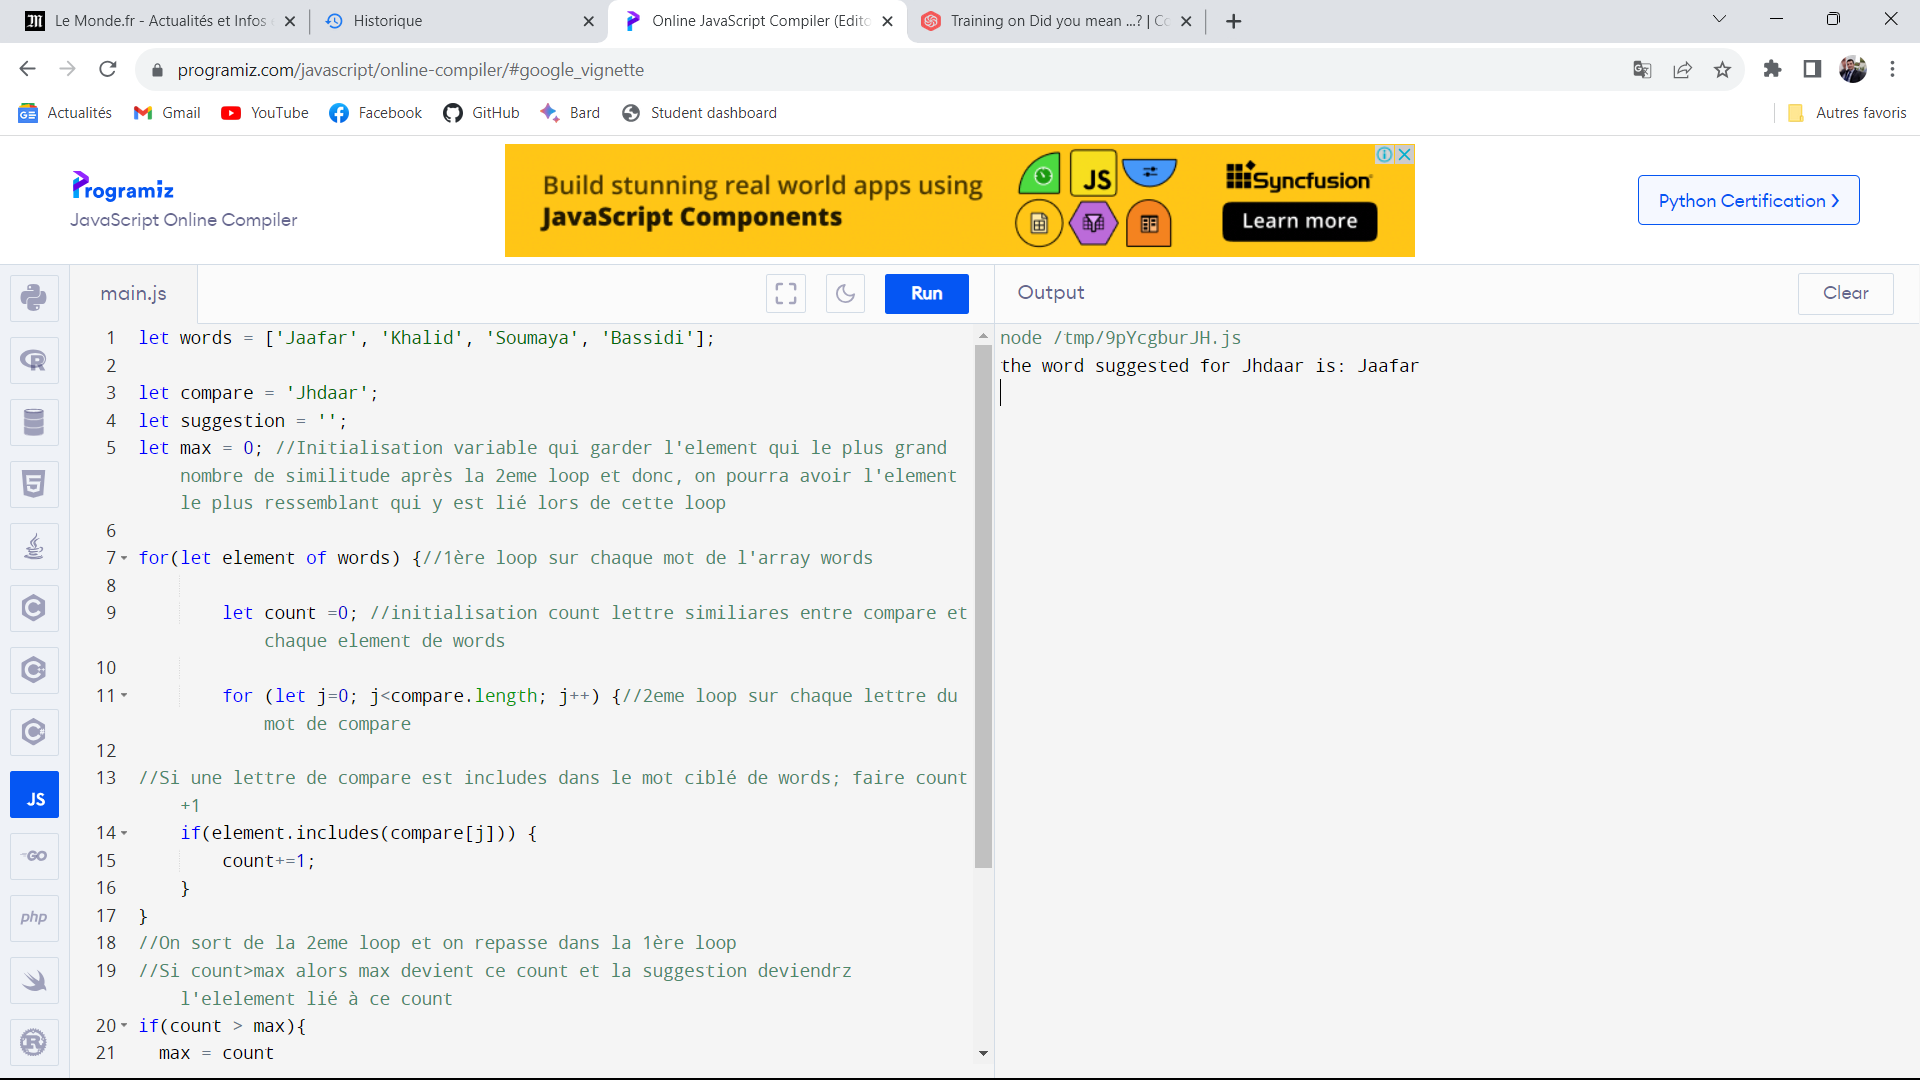 Le Monde.fr - Actualités et Infos
Historique
Online JavaScript Compiler (Edito
Training on Did you mean ...? | Co
programiz.com/javascript/online-compiler/#google_vignette
Actualités
Gmail
YouTube
Facebook
GitHub
Bard
Student dashboard
Autres favoris
Programiz
JavaScript Online Compiler
Build stunning real world apps using
JavaScript Components
JS
Syncfusion
Learn more
Python Certification >
main.js
Run
Output
Clear
1 let words = ['Jaafar', 'Khalid', 'Soumaya', 'Bassidi'];
2
3 let compare = 'Jhdaar';
4 let suggestion = '';
5 let max = 0; //Initialisation variable qui garder l'element qui le plus grand
nombre de similitude après la 2eme loop et donc, on pourra avoir l'element
le plus ressemblant qui y est lié lors de cette loop
6
7 for(let element of words) {//1ère loop sur chaque mot de l'array words
8
9 let count =0; //initialisation count lettre similiares entre compare et
chaque element de words
10
11 for (let j=0; j<compare.length; j++) {//2eme loop sur chaque lettre du
mot de compare
12
13 //Si une lettre de compare est includes dans le mot ciblé de words; faire count
+1
14 if(element.includes(compare[j])) {
15 count+=1;
16 }
17 }
18 //On sort de la 2eme loop et on repasse dans la 1ère loop
19 //Si count>max alors max devient ce count et la suggestion deviendrz
l'elelement lié à ce count
20 if(count > max){
21 max = count
node /tmp/9pYcgburJH.js
the word suggested for Jhdaar is: Jaafar
JS
GO
php